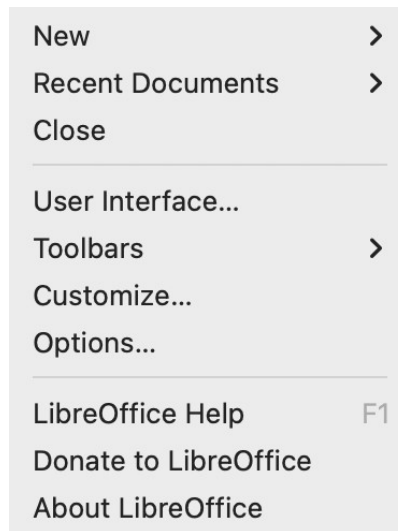 New
Recent Documents
Close
User Interface...
Toolbars
Customize...
Options...
LibreOffice Help F1
Donate to LibreOffice
About LibreOffice